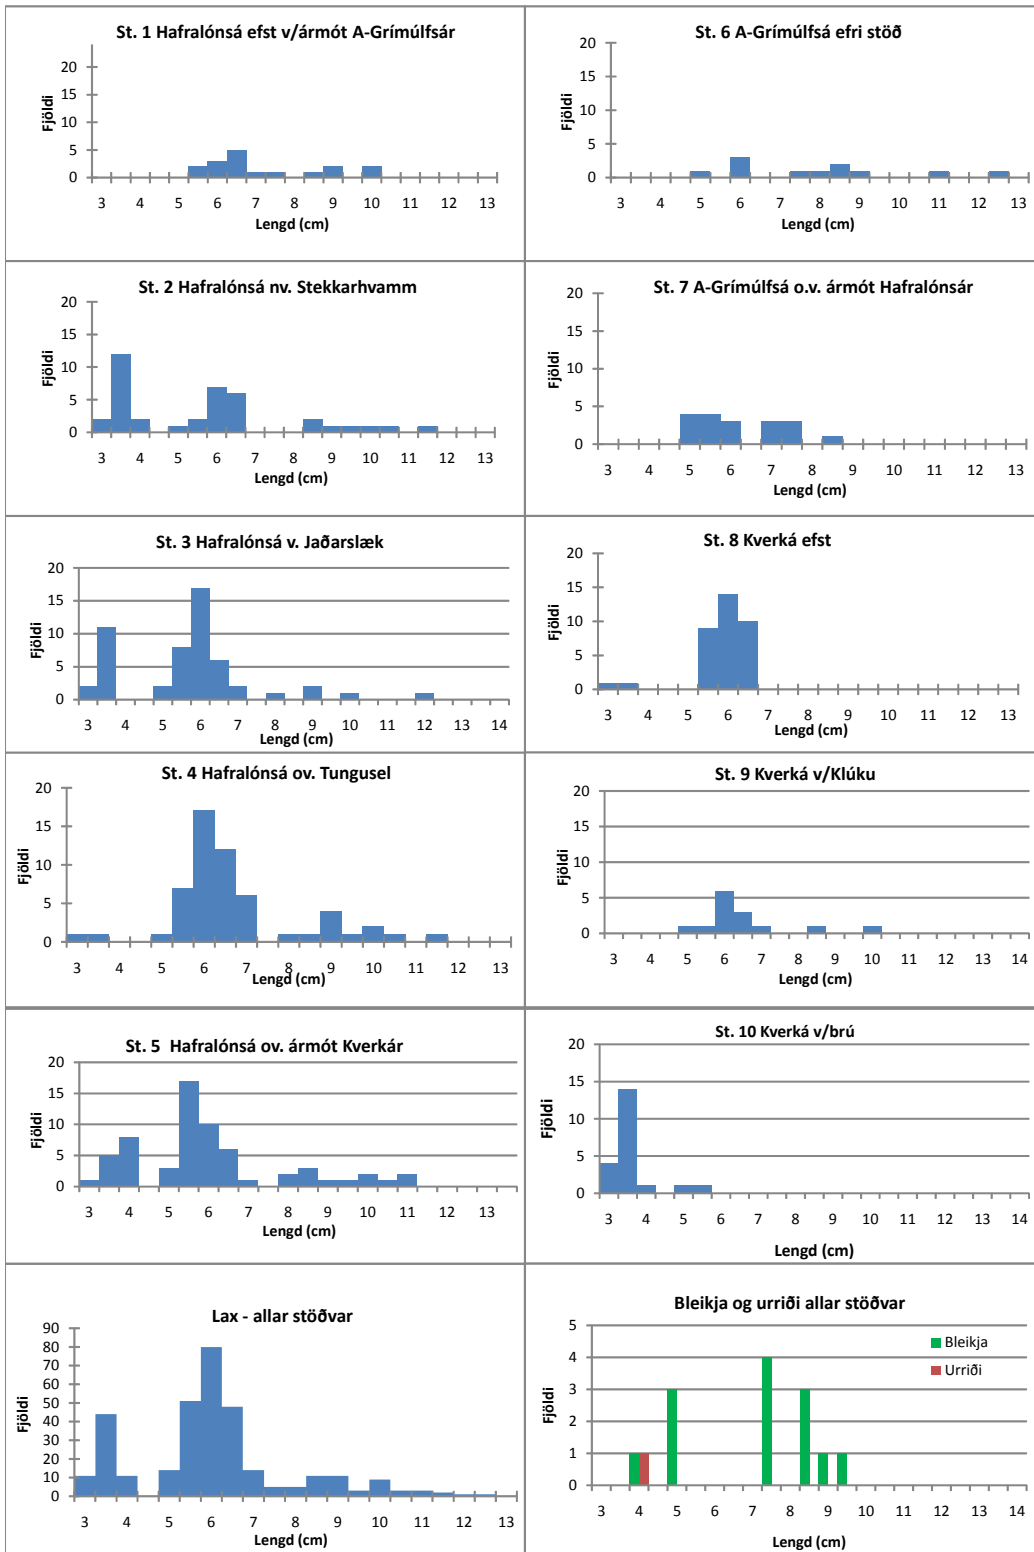 St. 1 Hafralónsá efst v/ármót A-Grímúlfsár
Fjöldi
20
15
10
5
0
3 4 5 6 7 8 9 10 11 12 13
Lengd (cm)
St. 6 A-Grímúlfsá efri stöð
Fjöldi
20
15
10
5
0
3 4 5 6 7 8 9 10 11 12 13
Lengd (cm)
St. 2 Hafralónsá nv. Stekkarhvamm
Fjöldi
20
15
10
5
0
3 4 5 6 7 8 9 10 11 12 13
Lengd (cm)
St. 7 A-Grímúlfsá o.v. ármót Hafralónsár
Fjöldi
20
15
10
5
0
3 4 5 6 7 8 9 10 11 12 13
Lengd (cm)
St. 3 Hafralónsá v. Jaðarslæk
Fjöldi
20
15
10
5
0
3 4 5 6 7 8 9 10 11 12 13 14
Lengd (cm)
St. 8 Kverká efst
Fjöldi
20
15
10
5
0
3 4 5 6 7 8 9 10 11 12 13
Lengd (cm)
St. 4 Hafralónsá ov. Tungusel
Fjöldi
20
15
10
5
0
3 4 5 6 7 8 9 10 11 12 13
Lengd (cm)
St. 9 Kverká v/Klúku
Fjöldi
20
15
10
5
0
3 4 5 6 7 8 9 10 11 12 13 14
Lengd (cm)
St. 5 Hafralónsá ov. ármót Kverkár
Fjöldi
20
15
10
5
0
3 4 5 6 7 8 9 10 11 12 13
Lengd (cm)
St. 10 Kverká v/brú
Fjöldi
20
15
10
5
0
3 4 5 6 7 8 9 10 11 12 13 14
Lengd (cm)
Lax - allar stöðvar
Fjöldi
90
80
70
60
50
40
30
20
10
0
3 4 5 6 7 8 9 10 11 12 13
Lengd (cm)
Bleikja og urriði allar stöðvar
Fjöldi
5
4
3
2
1
0
Bleikja
Urriði
3 4 5 6 7 8 9 10 11 12 13 14
Lengd (cm)